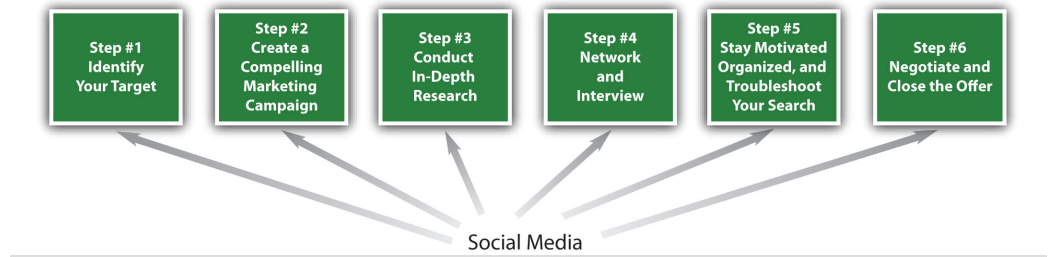 Step #1
Identify
Your Target
Step #2
Create a
Compelling
Marketing
Campaign
Step #3
Conduct
In-Depth
Research
Step #4
Network
and
Interview
Step #5
Stay Motivated
Organized, and
Troubleshoot
Your Search
Step #6
Negotiate and
Close the Offer
Social Media